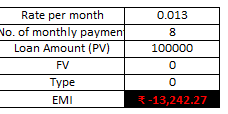 Rate per month 0.013
No. of monthly payment 8
Loan Amount (PV) 100000
FV 0
Type 0
EMI ₹ -13,242.27